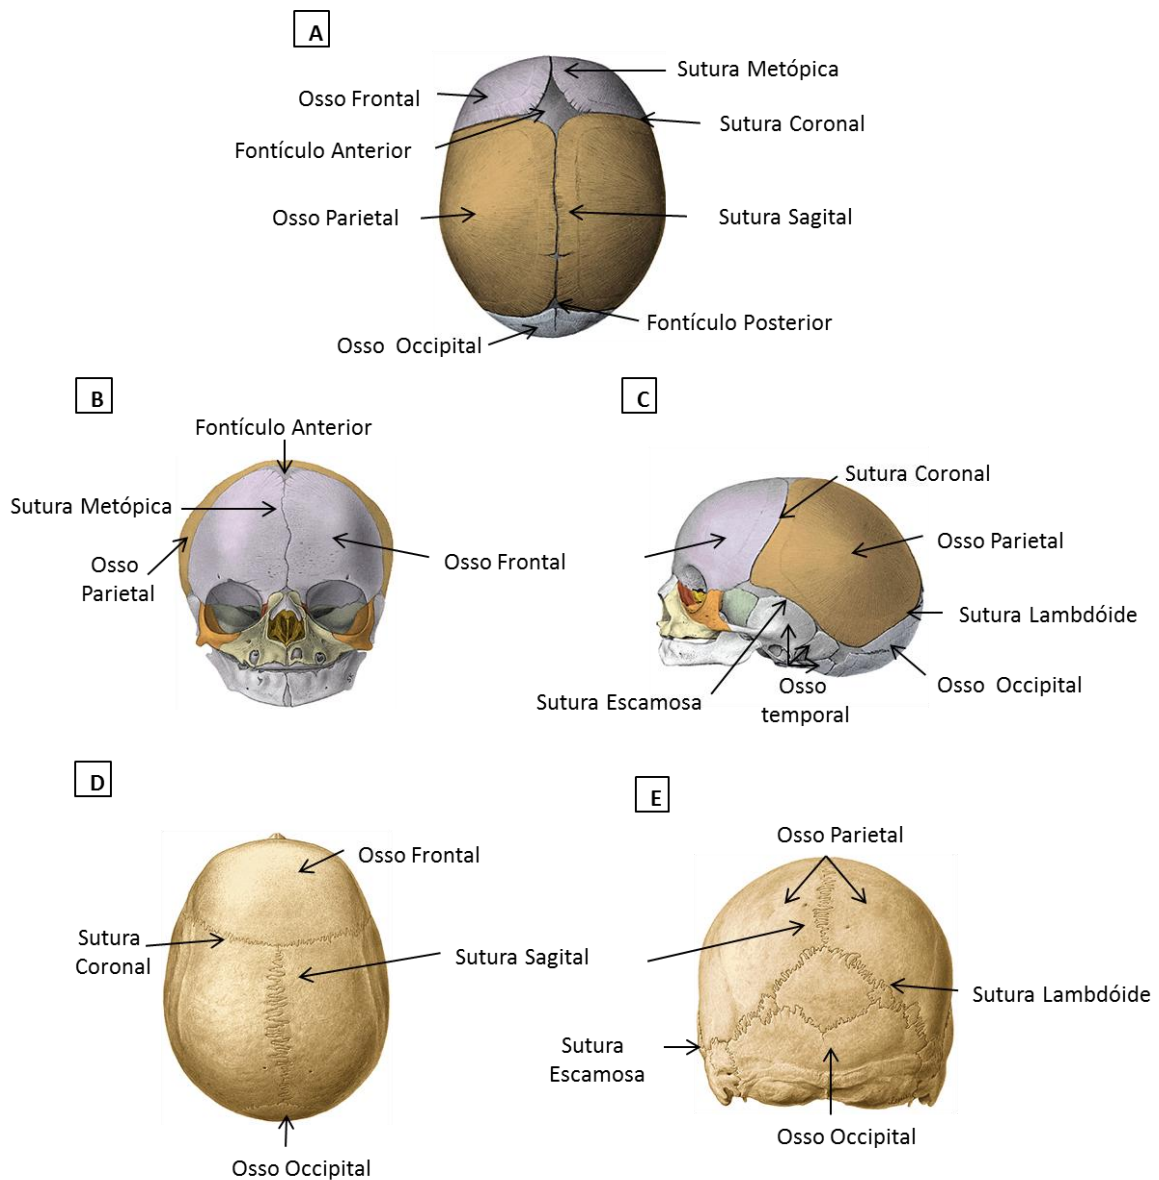 A
Sutura Metópica
Osso Frontal
Sutura Coronal
Fontículo Anterior
Osso Parietal
Sutura Sagital
Fontículo Posterior
Osso Occipital
B
Fontículo Anterior
Sutura Metópica
Osso
Parietal
Osso Frontal
C
Sutura Coronal
Osso Parietal
Sutura Lambdóide
Osso Occipital
Sutura Escamosa
Osso
temporal
D
Osso Frontal
Sutura
Coronal
Sutura Sagital
Osso Occipital
E
Osso Parietal
Sutura Lambdóide
Sutura
Escamosa
Osso Occipital